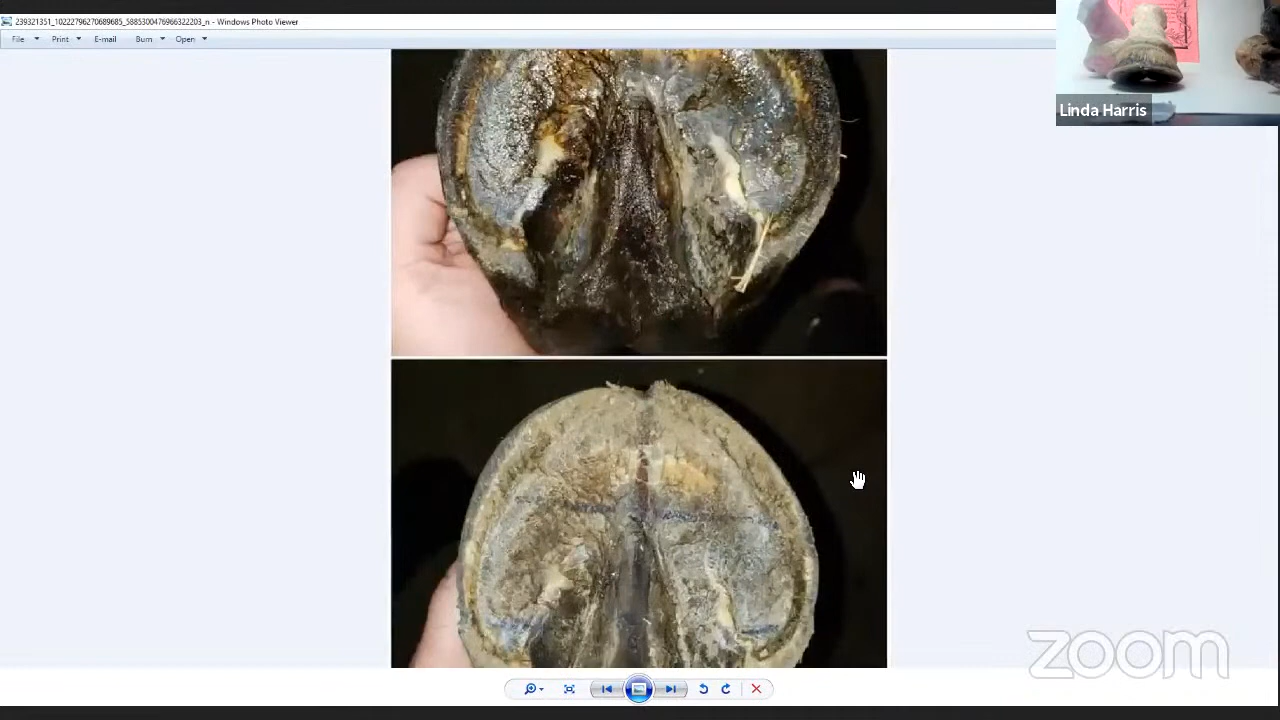 239321351_10222796270689685_5885300476966322203_n - Windows Photo Viewer
File Print E-mail Burn Open
Linda Harris
zoom